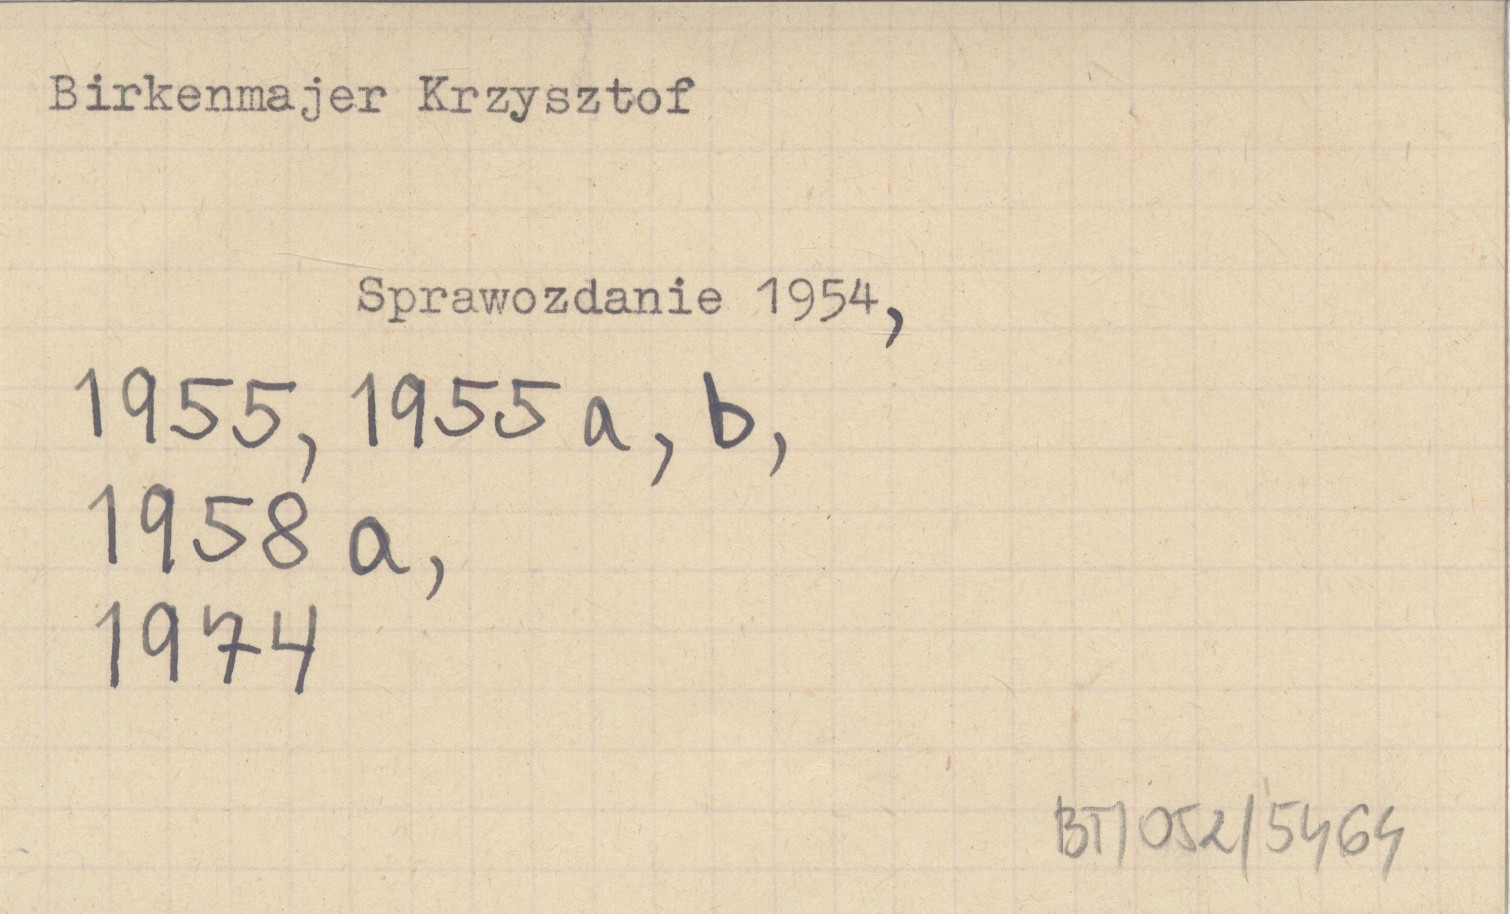 Birkenmajer Krzysztof
Sprawozdanie 1954,
1955, 1955 a, b,
1958 a,
1974
BT/052/5464